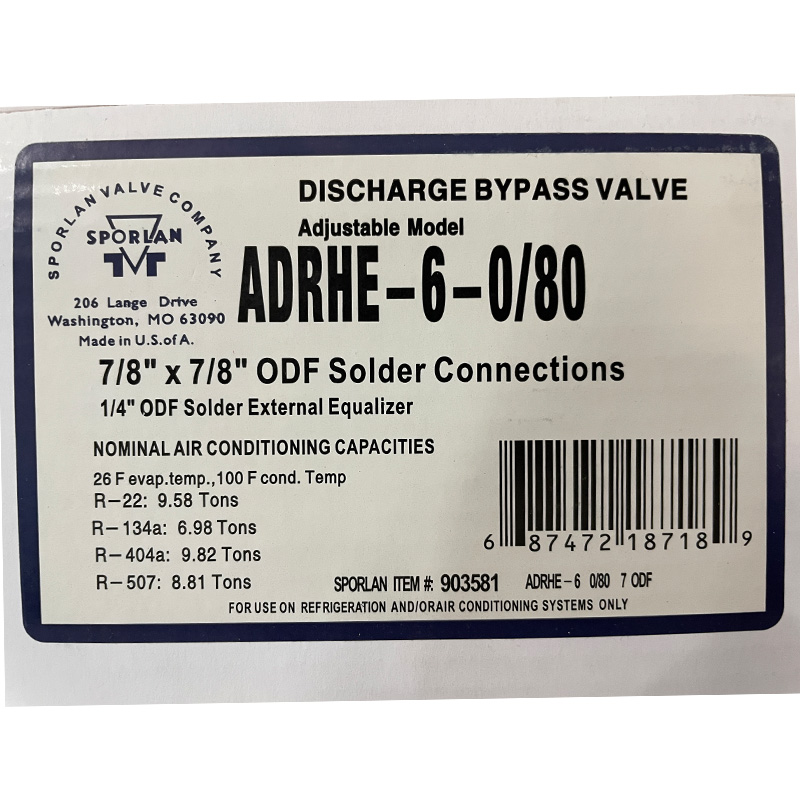 SPORLAN VALVE COMPANY
SPORLAN
206 Lange Drive
Washington, MO 63090
Made in U.S.of A.
DISCHARGE BYPASS VALVE
Adjustable Model
ADRHE-6-0/80
7/8" x 7/8" ODF Solder Connections
1/4" ODF Solder External Equalizer
NOMINAL AIR CONDITIONING CAPACITIES
26 F evap.temp.,100 F cond. Temp
R-22: 9.58 Tons
R-134a: 6.98 Tons
R-404a: 9.82 Tons
R-507: 8.81 Tons
6 87472 18718 9
SPORLAN ITEM #: 903581 ADRHE-6 0/80 7 ODF
FOR USE ON REFRIGERATION AND/ORAIR CONDITIONING SYSTEMS ONLY